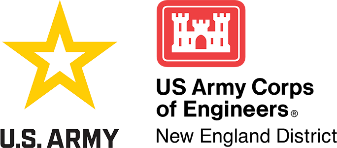 U.S. ARMY
US Army Corps
of Engineers®
New England District